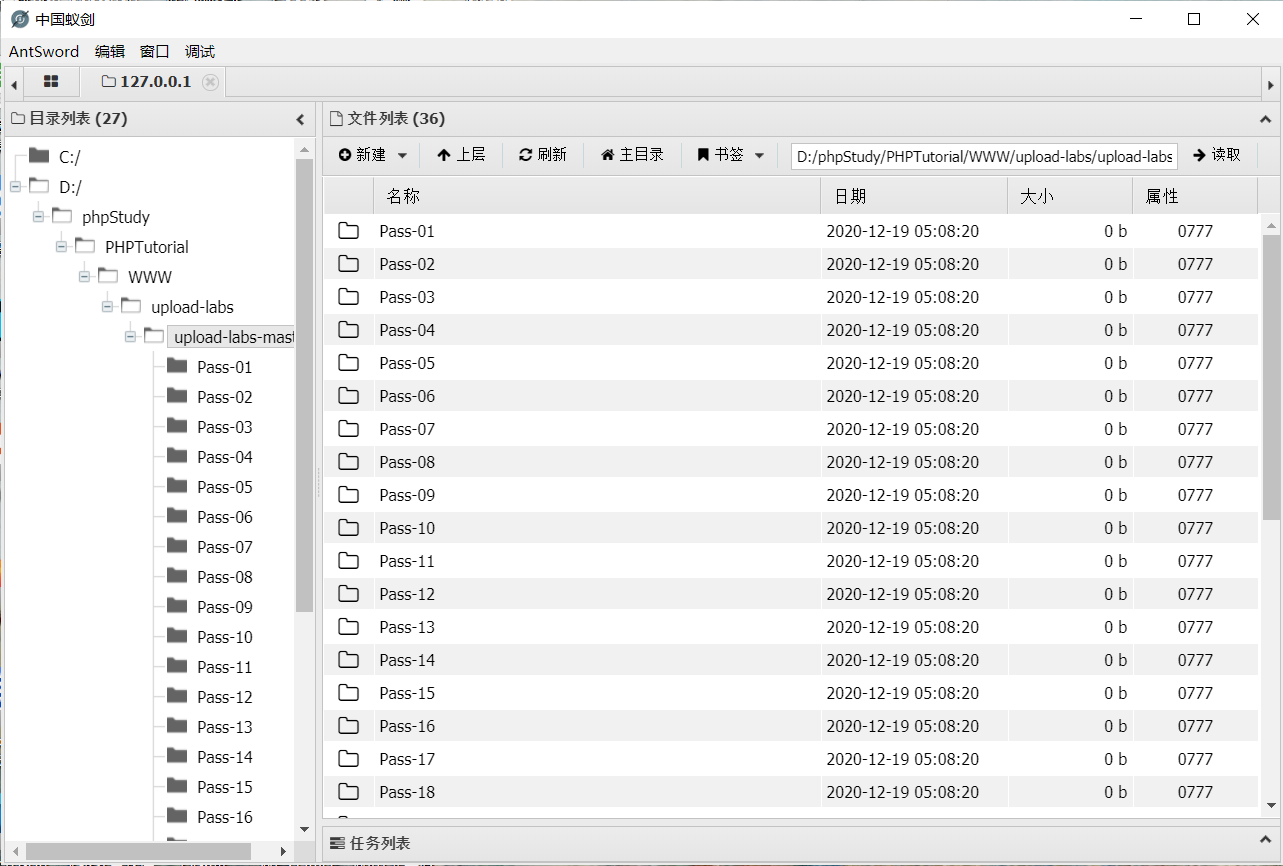 中国蚁剑
AntSword 编辑 窗口 调试
127.0.0.1
目录列表 (27)
C:/
D:/
phpStudy
PHPTutorial
WWW
upload-labs
upload-labs-mast
Pass-01
Pass-02
Pass-03
Pass-04
Pass-05
Pass-06
Pass-07
Pass-08
Pass-09
Pass-10
Pass-11
Pass-12
Pass-13
Pass-14
Pass-15
Pass-16
文件列表 (36)
新建 上层 刷新 主目录 书签 D:/phpStudy/PHPTutorial/WWW/upload-labs/upload-labs 读取
名称 日期 大小 属性
Pass-01 2020-12-19 05:08:20 0 b 0777
Pass-02 2020-12-19 05:08:20 0 b 0777
Pass-03 2020-12-19 05:08:20 0 b 0777
Pass-04 2020-12-19 05:08:20 0 b 0777
Pass-05 2020-12-19 05:08:20 0 b 0777
Pass-06 2020-12-19 05:08:20 0 b 0777
Pass-07 2020-12-19 05:08:20 0 b 0777
Pass-08 2020-12-19 05:08:20 0 b 0777
Pass-09 2020-12-19 05:08:20 0 b 0777
Pass-10 2020-12-19 05:08:20 0 b 0777
Pass-11 2020-12-19 05:08:20 0 b 0777
Pass-12 2020-12-19 05:08:20 0 b 0777
Pass-13 2020-12-19 05:08:20 0 b 0777
Pass-14 2020-12-19 05:08:20 0 b 0777
Pass-15 2020-12-19 05:08:20 0 b 0777
Pass-16 2020-12-19 05:08:20 0 b 0777
Pass-17 2020-12-19 05:08:20 0 b 0777
Pass-18 2020-12-19 05:08:20 0 b 0777
任务列表